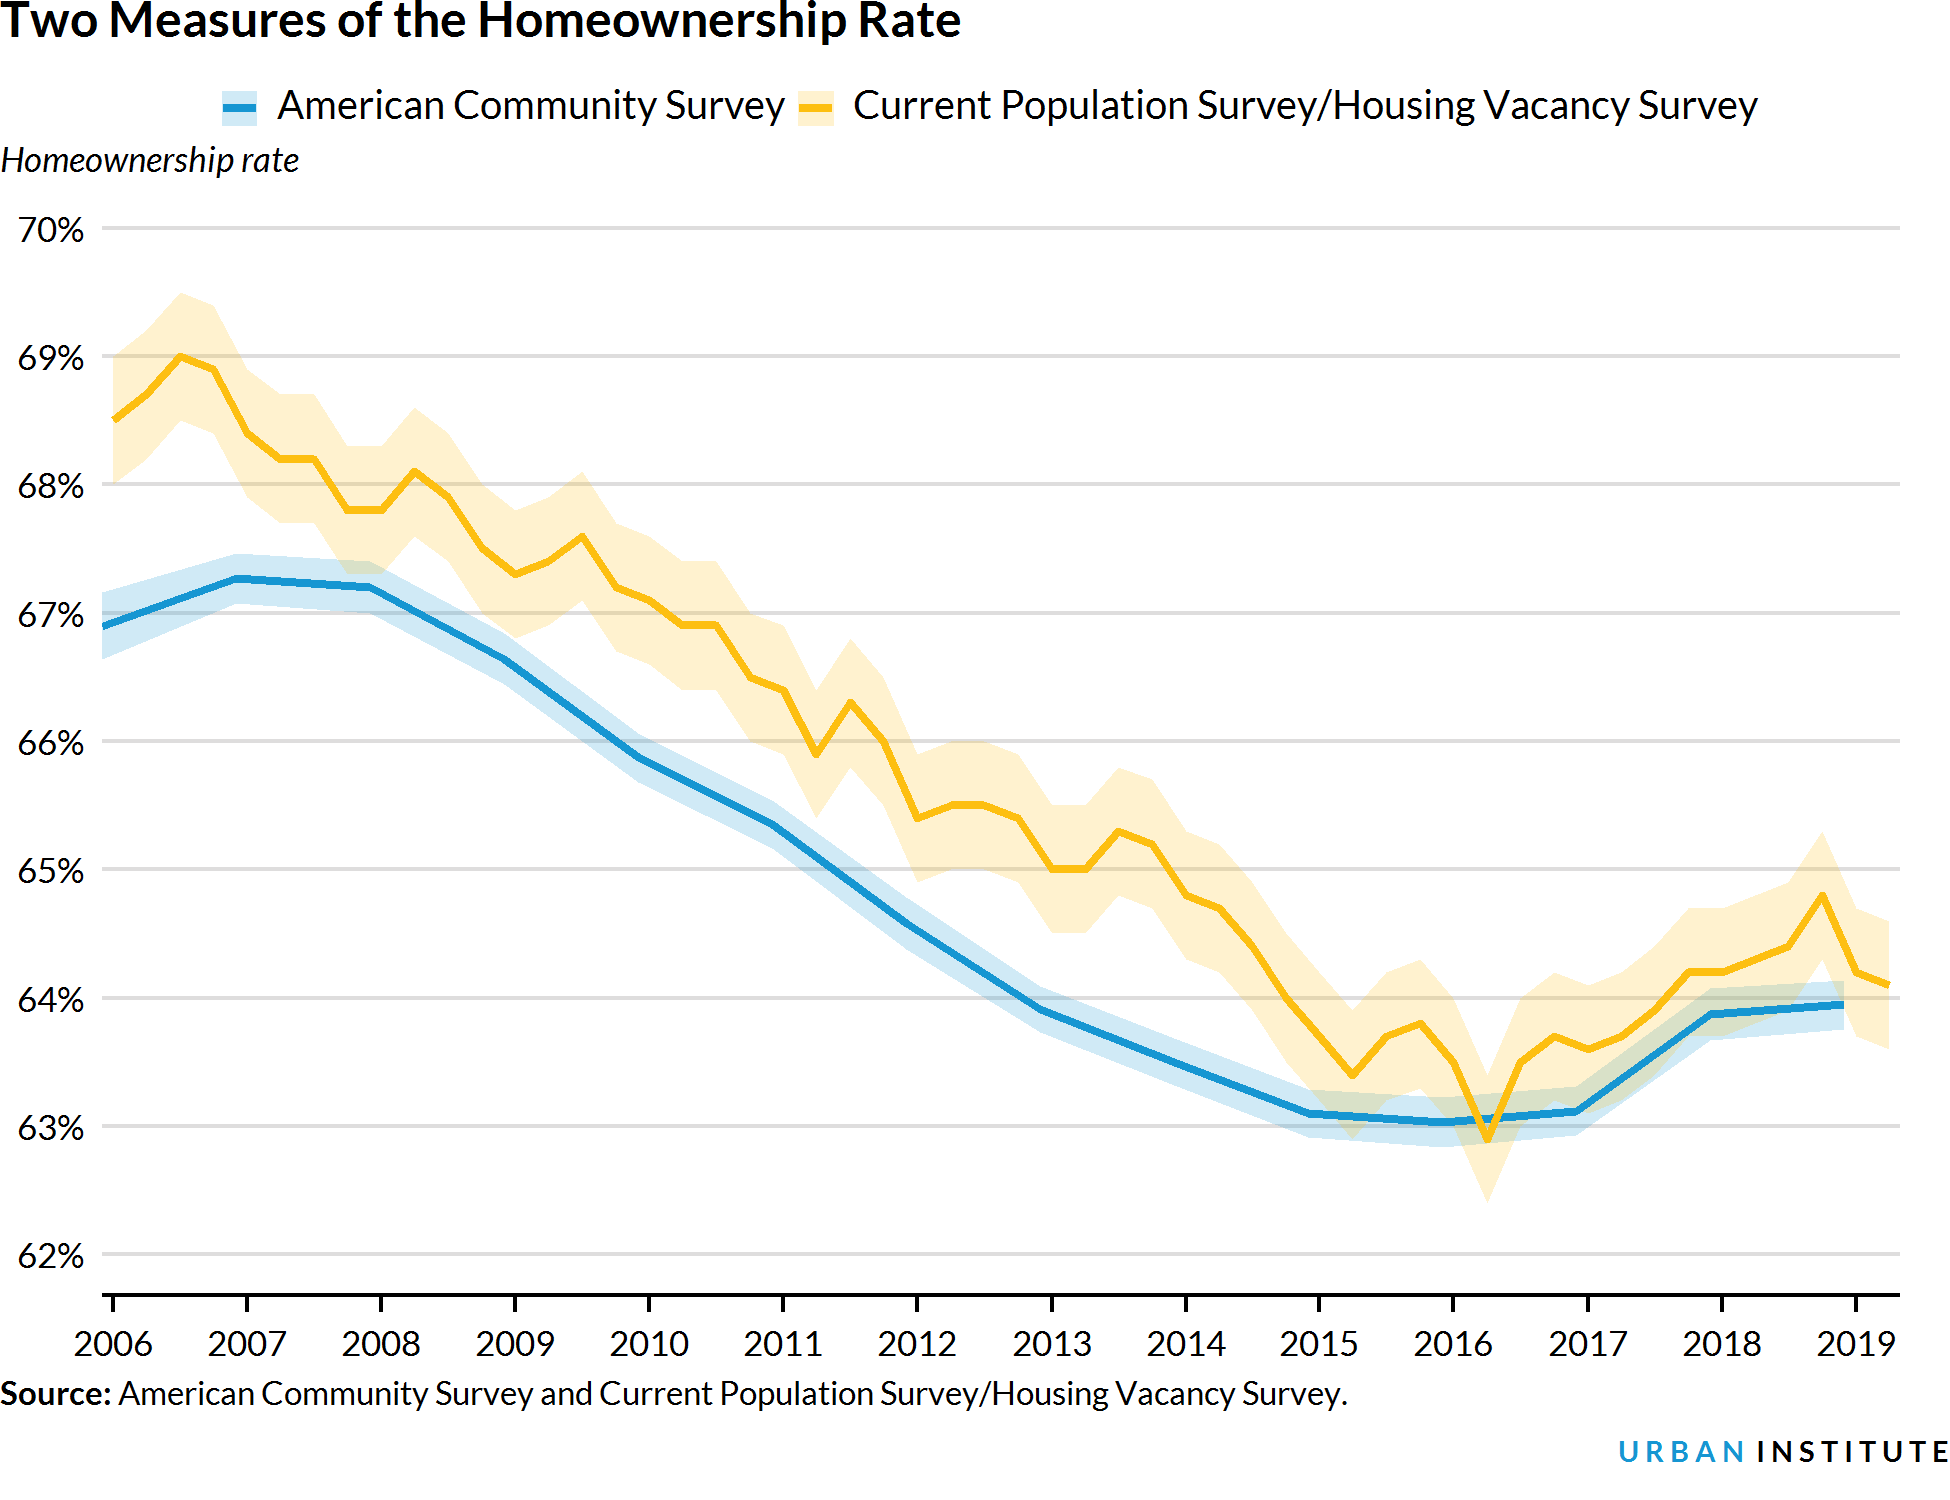 Two Measures of the Homeownership Rate
American Community Survey Current Population Survey/Housing Vacancy Survey
Homeownership rate
70%
69%
68%
67%
66%
65%
64%
63%
62%
2006 2007 2008 2009 2010 2011 2012 2013 2014 2015 2016 2017 2018 2019
Source: American Community Survey and Current Population Survey/Housing Vacancy Survey.
URBAN INSTITUTE